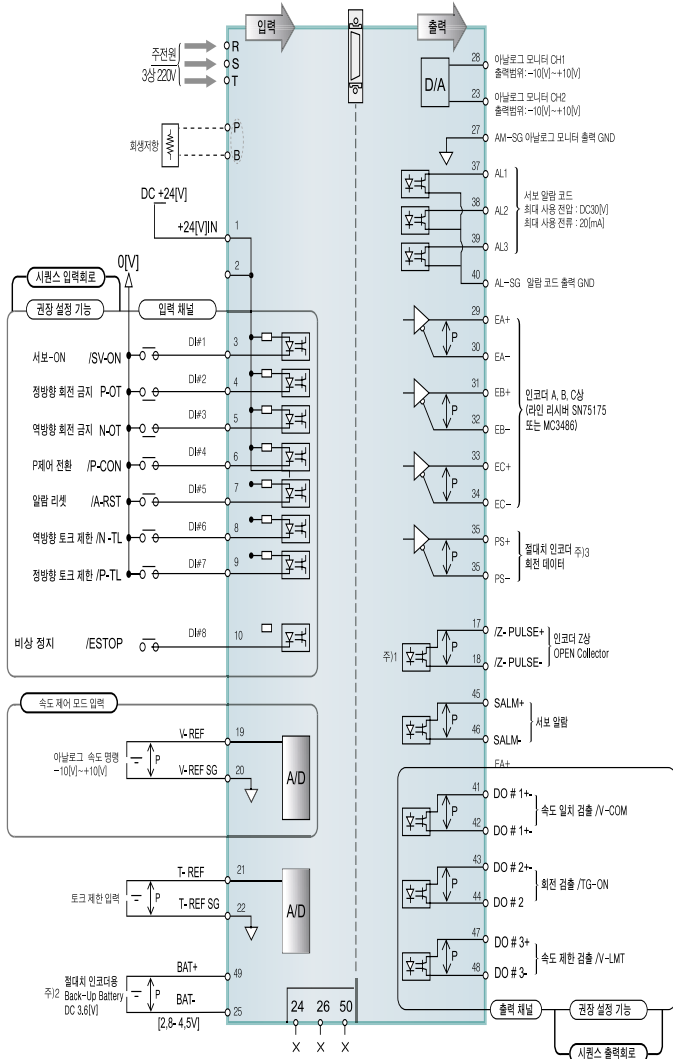 입력
출력
주전원
3상 220V
R
S
T
회생저항
P
B
DC +24[V]
+24[V]IN
1
2
0[V]
시퀀스 입력회로
권장 설정 기능
입력 채널
서보-ON /SV-ON DI#1 3
정방향 회전 금지 P-OT DI#2 4
역방향 회전 금지 N-OT DI#3 5
P제어 전환 /P-CON DI#4 6
알람 리셋 /A-RST DI#5 7
역방향 토크 제한 /N-TL DI#6 8
정방향 토크 제한 /P-TL DI#7 9
비상 정지 /ESTOP DI#8 10
속도 제어 모드 입력
아날로그 속도 명령
-10[V]~+10[V]
P
V-REF 19
V-REF SG 20
A/D
토크 제한 입력
P
T-REF 21
T-REF SG 22
A/D
주)2
절대치 인코더용
Back-Up Battery
DC 3.6[V]
P
BAT+ 49
BAT- 25
[2,8- 4,5V]
24 26 50
D/A
28 아날로그 모니터 CH1
출력범위: -10[V]~+10[V]
23 아날로그 모니터 CH2
출력범위: -10[V]~+10[V]
27 AM-SG 아날로그 모니터 출력 GND
37 AL1
38 AL2
39 AL3
서보 알람 코드
최대 사용 전압 : DC30[V]
최대 사용 전류 : 20[mA]
40 AL-SG 알람 코드 출력 GND
29 EA+
P
30 EA-
31 EB+
P
32 EB-
33 EC+
P
34 EC-
인코더 A, B, C상
(라인 리시버 SN75175
또는 MC3486)
35 PS+
P
35 PS-
절대치 인코더 주)3
회전 데이터
주)1
17 /Z- PULSE+
P
18 /Z- PULSE-
인코더 Z상
OPEN Collector
45 SALM+
P
46 SALM-
서보 알람
EA+
41 DO # 1+-
P
42 DO # 1+-
속도 일치 검출 /V-COM
43 DO # 2+-
P
44 DO # 2
회전 검출 /TG-ON
47 DO # 3+
P
48 DO # 3-
속도 제한 검출 /V-LMT
출력 채널
권장 설정 기능
시퀀스 출력회로